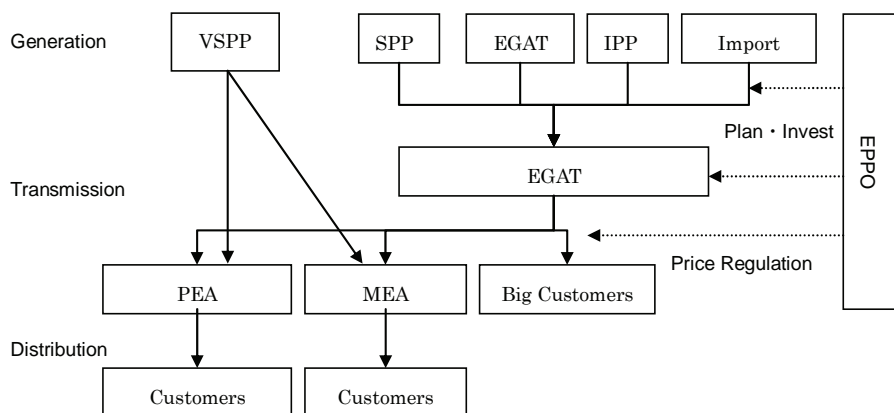 Generation
VSPP
SPP
EGAT
IPP
Import
Plan・Invest
EPPO
EGAT
Transmission
Price Regulation
PEA
MEA
Big Customers
Distribution
Customers
Customers